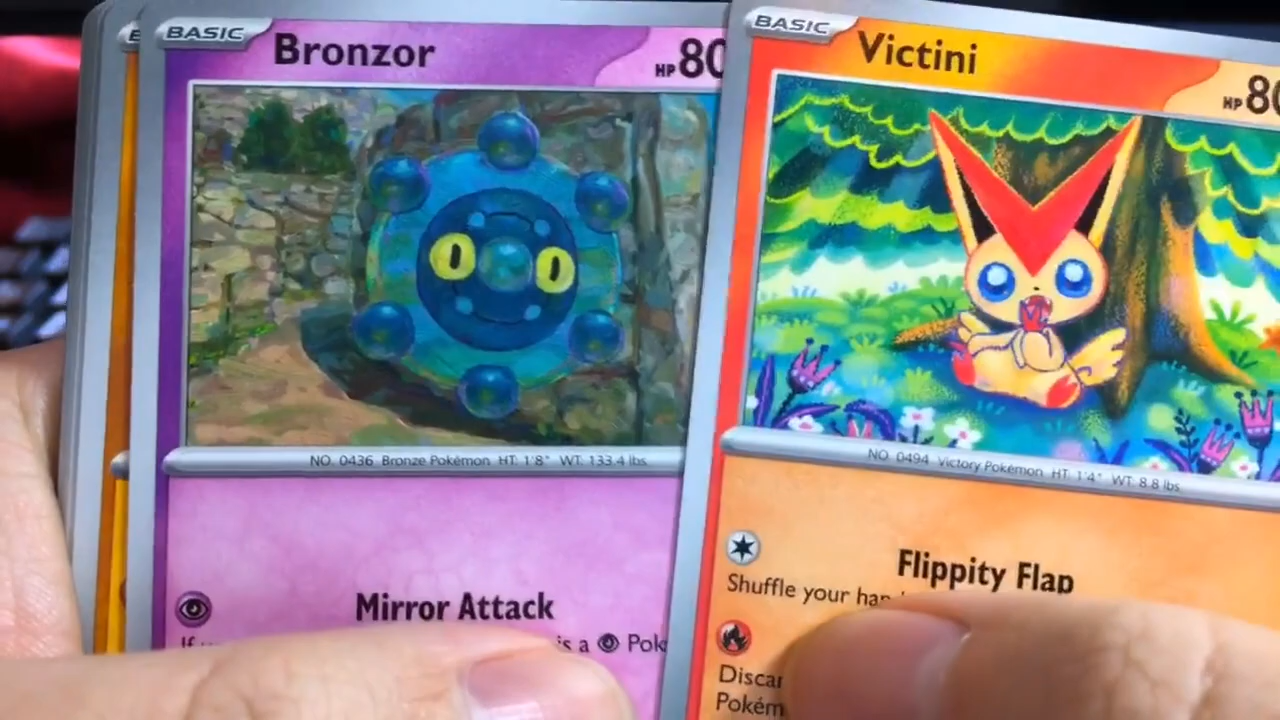 BASIC
Bronzor
HP 80
NO. 0436 Bronze Pokémon HT: 1'8" WT: 133.4 lbs.
Mirror Attack
is a Pok
BASIC
Victini
HP 80
NO. 0494 Victory Pokémon HT: 1'4" WT: 8.8 lbs
Flippity Flap
Shuffle your
Discar
Pokém